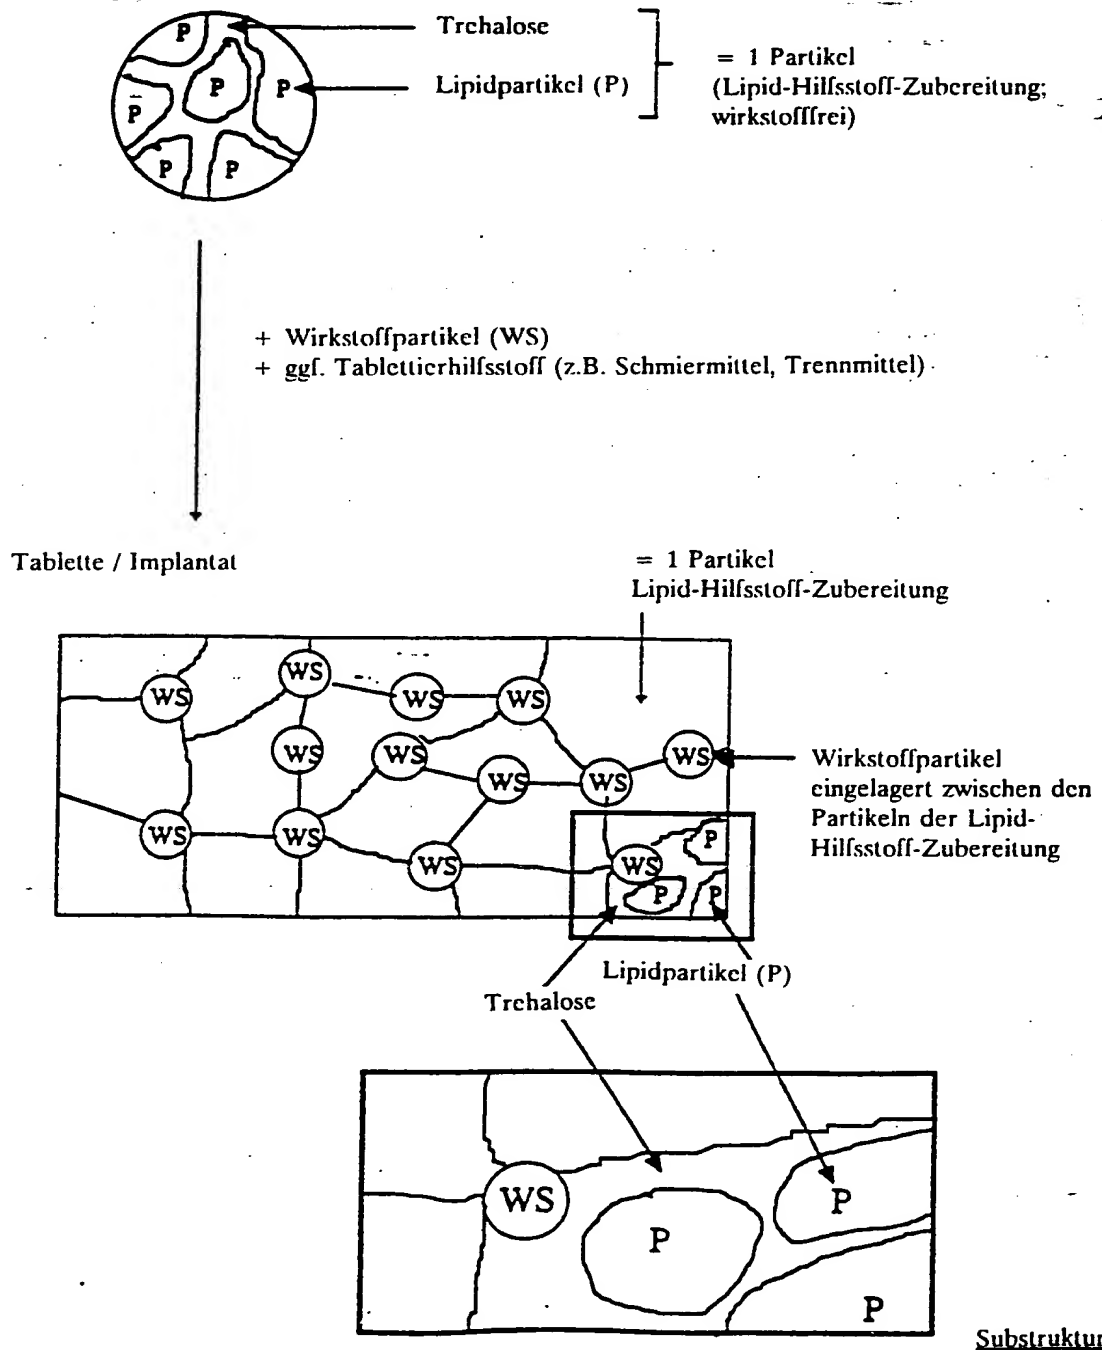 P
Trehalose
P
P
Lipidpartikel (P)
P
P
P
= 1 Partikel
(Lipid-Hilfsstoff-Zubereitung;
wirkstofffrei)
+ Wirkstoffpartikel (WS)
+ ggf. Tablettierhilfsstoff (z.B. Schmiermittel, Trennmittel)
Tablette / Implantat
= 1 Partikel
Lipid-Hilfsstoff-Zubereitung
WS
WS
WS
WS
WS
WS
WS
WS
WS
WS
WS
WS
WS
P
P
P
Wirkstoffpartikel
eingelagert zwischen den
Partikeln der Lipid-
Hilfsstoff-Zubereitung
Lipidpartikel (P)
Trehalose
WS
P
P
P
Substruktur